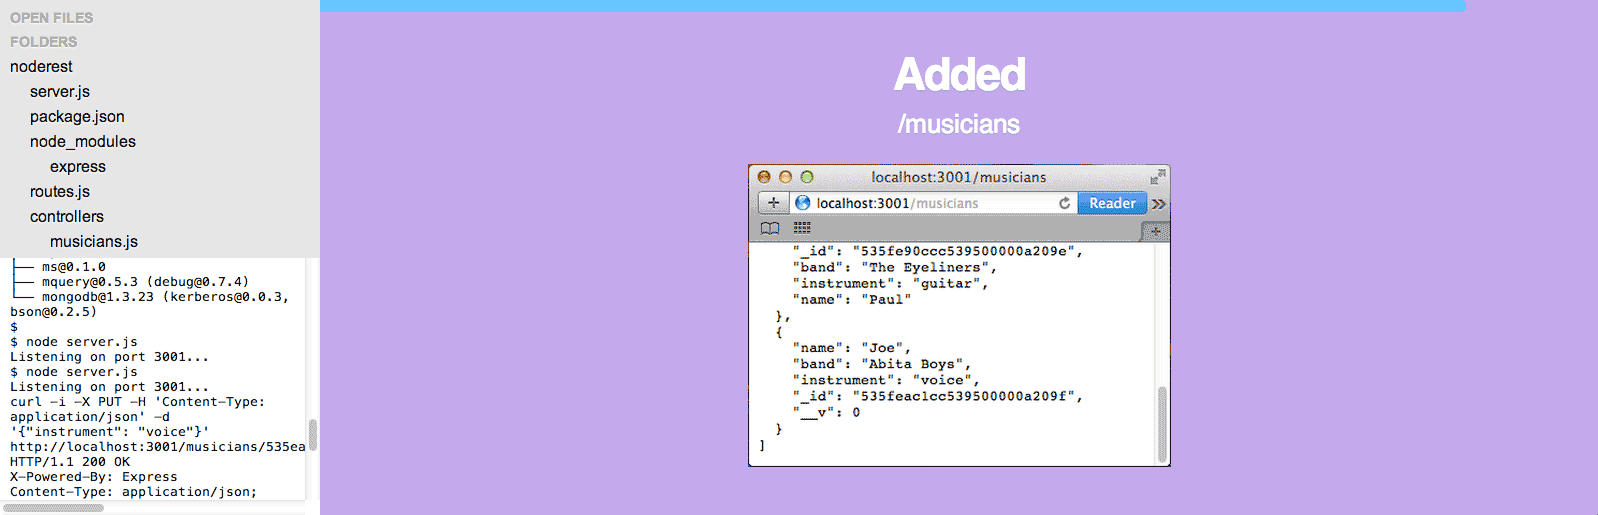 OPEN FILES
FOLDERS
noderest
server.js
package.json
node_modules
express
routes.js
controllers
musicians.js
├── ms@0.1.0
├── mquery@0.5.3 (debug@0.7.4)
└── mongodb@1.3.23 (kerberos@0.0.3,
bson@0.2.5)
$
$ node server.js
Listening on port 3001...
$ node server.js
Listening on port 3001...
curl –i –X PUT –H 'Content–Type:
application/json' –d
'{"instrument": "voice"}'
http://localhost:3001/musicians/535ea
HTTP/1.1 200 OK
X–Powered–By: Express
Content–Type: application/json;
Added
/musicians
localhost:3001/musicians
localhost:3001/musicians
Reader
"_id": "535fe90ccc539500000a209e",
"band": "The Eyeliners",
"instrument": "guitar",
"name": "Paul"
},
{
"name": "Joe",
"band": "Abita Boys",
"instrument": "voice",
"_id": "535feac1cc539500000a209f",
"__v": 0
}
]